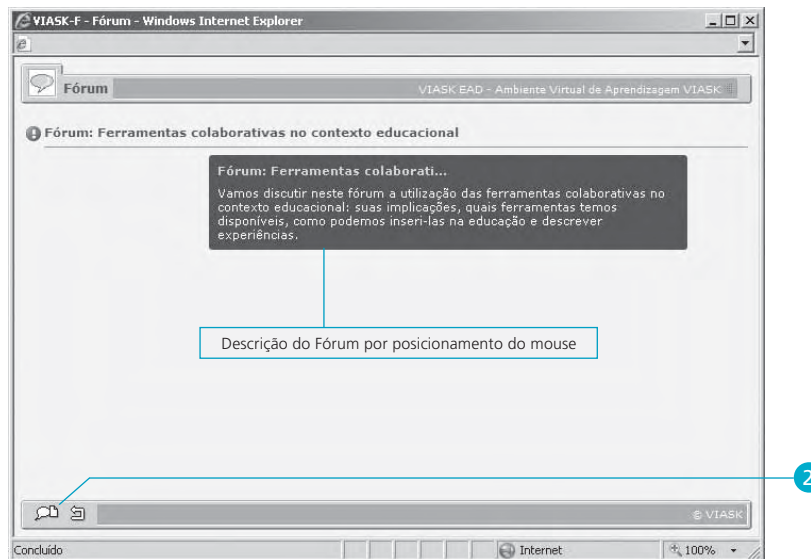 VIASK-F - Fórum - Windows Internet Explorer
Fórum
VIASK EAD - Ambiente Virtual de Aprendizagem VIASK
Fórum: Ferramentas colaborativas no contexto educacional
Fórum: Ferramentas colaborati...
Vamos discutir neste fórum a utilização das ferramentas colaborativas no
contexto educacional: suas implicações, quais ferramentas temos
disponíveis, como podemos inseri-las na educação e descrever
experiências.
Descrição do Fórum por posicionamento do mouse
2
© VIASK
Concluído
Internet
100%